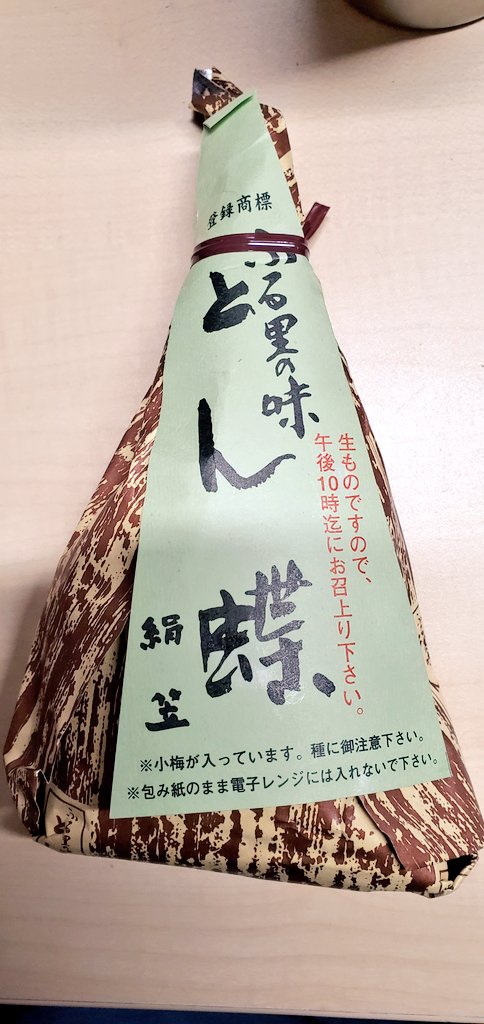 登録商標
ふる里の味
とん蝶
生ものですので、
午後10時迄にお召上り下さい。
絹笠
※小梅が入っています。種に御注意下さい。
※包み紙のまま電子レンジには入れないで下さい。